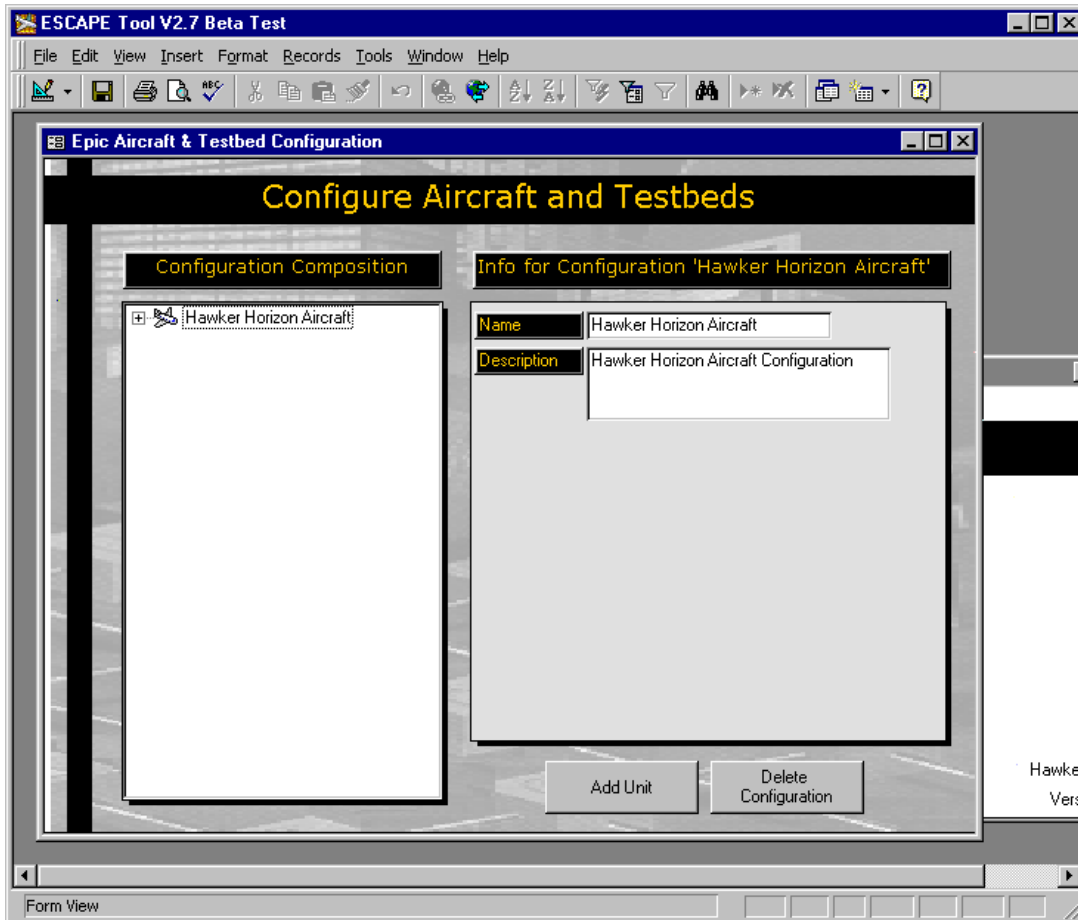 ESCAPE Tool V2.7 Beta Test
File Edit View Insert Format Records Tools Window Help
Epic Aircraft & Testbed Configuration
Configure Aircraft and Testbeds
Configuration Composition
Info for Configuration 'Hawker Horizon Aircraft'
Hawker Horizon Aircraft
Name
Hawker Horizon Aircraft
Description
Hawker Horizon Aircraft Configuration
Add Unit
Delete
Configuration
Hawke
Vers
Form View